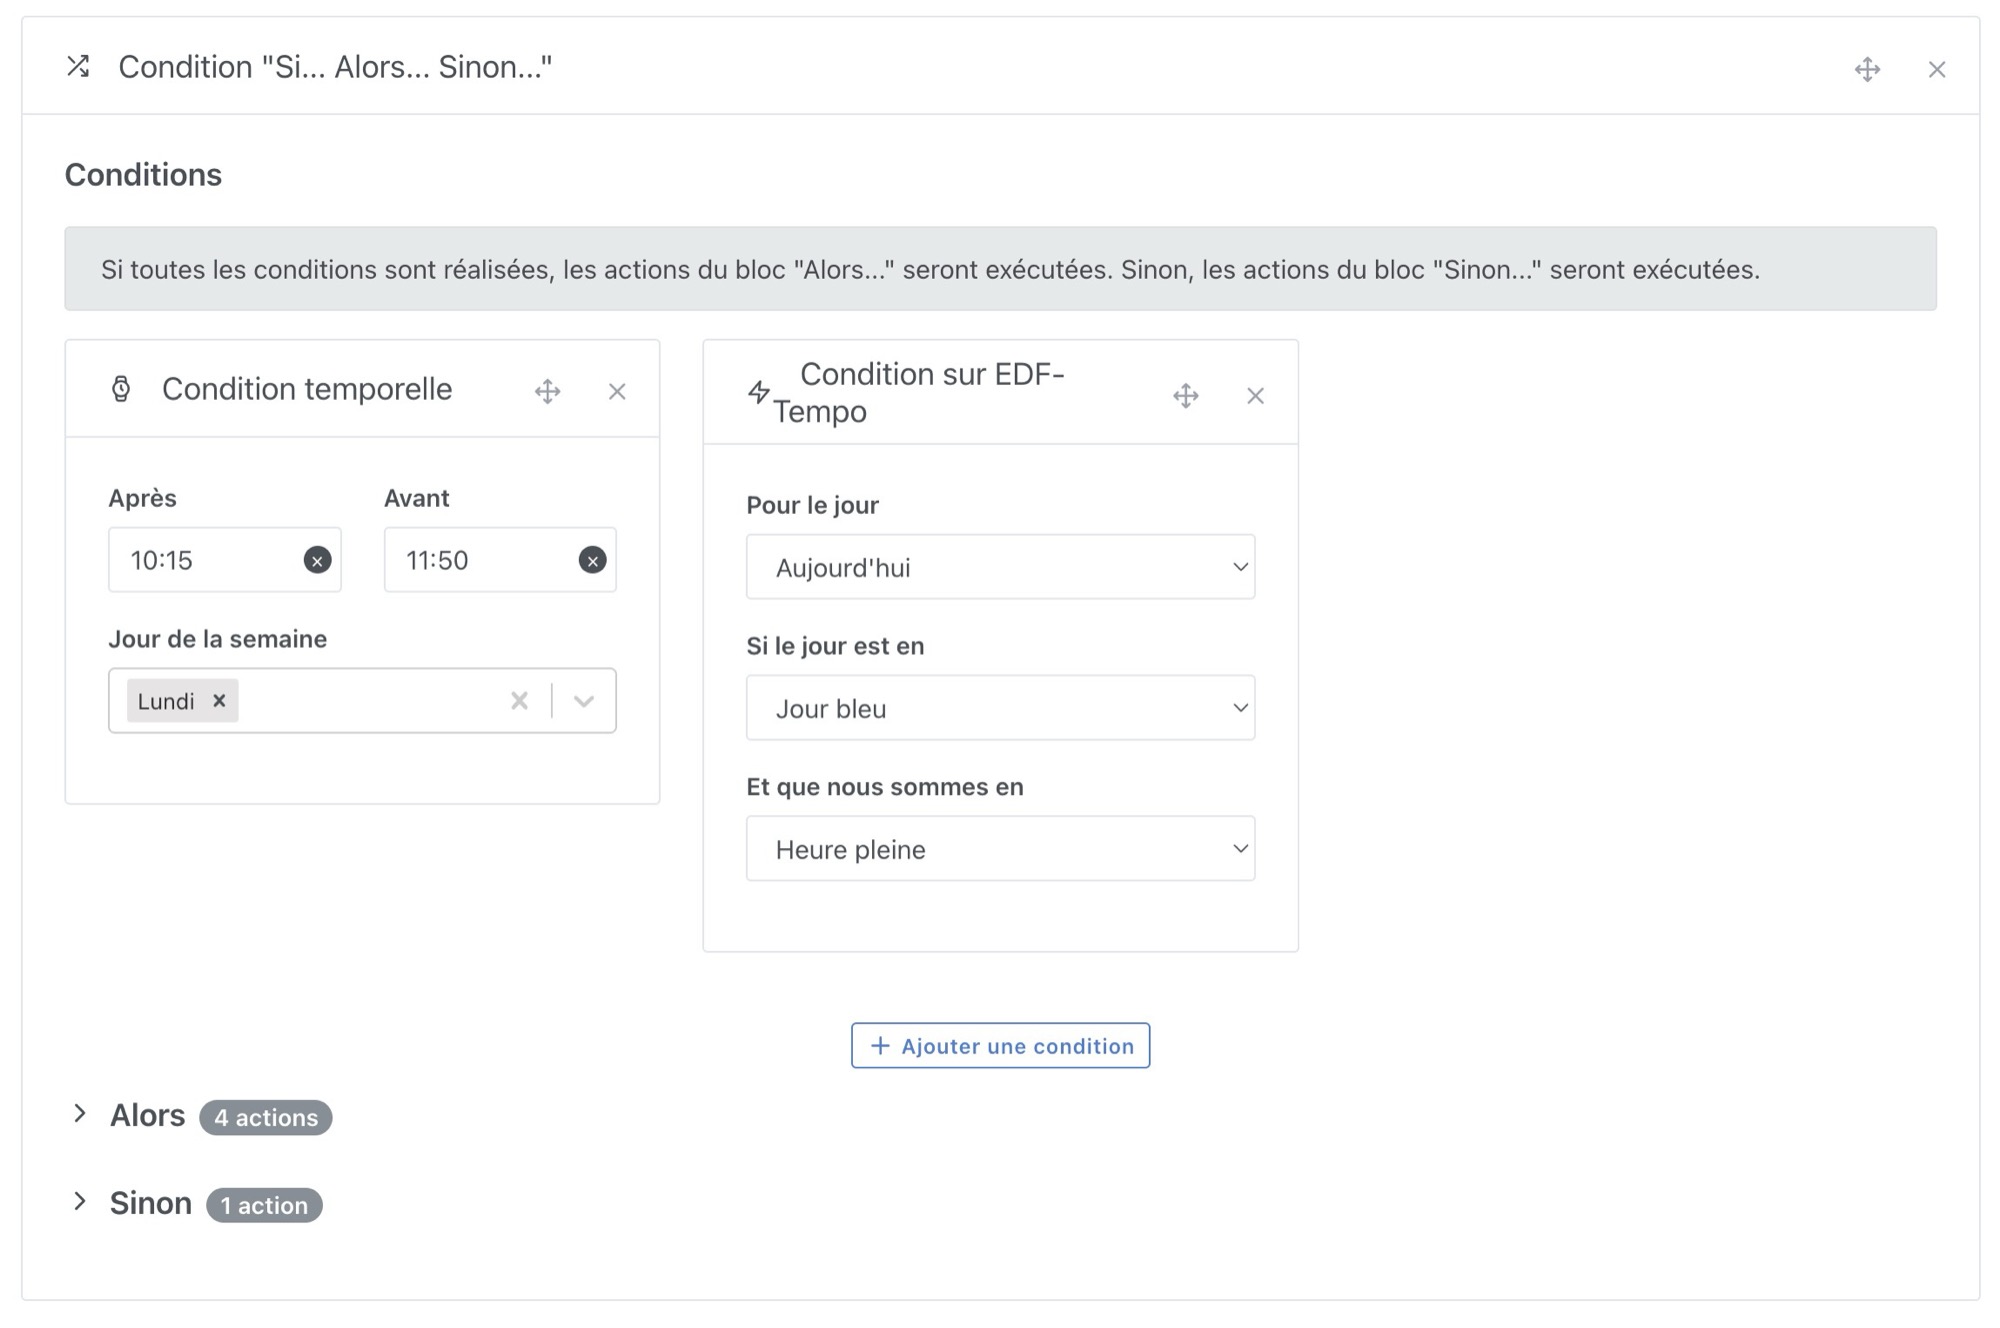 Condition "Si... Alors... Sinon..."
Conditions
Si toutes les conditions sont réalisées, les actions du bloc "Alors..." seront exécutées. Sinon, les actions du bloc "Sinon..." seront exécutées.
Condition temporelle
Après
Avant
10:15
11:50
Jour de la semaine
Lundi
Condition sur EDF-
Tempo
Pour le jour
Aujourd'hui
Si le jour est en
Jour bleu
Et que nous sommes en
Heure pleine
Ajouter une condition
Alors 4 actions
Sinon 1 action